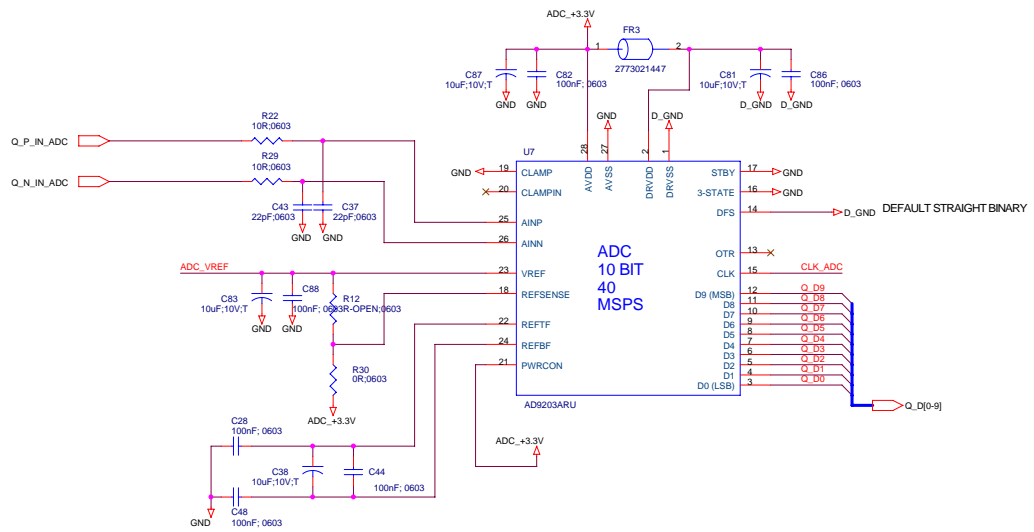 ADC_+3.3V
FR3
1
2
2773021447
C87
10uF;10V;T
C82
100nF; 0603
C81
10uF;10V;T
C86
100nF; 0603
GND
GND
D_GND
D_GND
GND
D_GND
Q_P_IN_ADC
R22
10R;0603
Q_N_IN_ADC
R29
10R;0603
C43
22pF;0603
C37
22pF;0603
GND
GND
U7
28
27
2
1
AVDD
AVSS
DRVDD
DRVSS
GND
19
CLAMP
20
CLAMPIN
25
AINP
26
AINN
ADC_VREF
23
VREF
18
REFSENSE
22
REFTF
24
REFBF
21
PWRCON
ADC
10 BIT
40
MSPS
STBY
17
GND
3-STATE
16
GND
DFS
14
D_GND
DEFAULT STRAIGHT BINARY
OTR
13
CLK
15
CLK_ADC
D9 (MSB)
12
Q_D9
D8
11
Q_D8
D7
10
Q_D7
D6
9
Q_D6
D5
8
Q_D5
D4
7
Q_D4
D3
6
Q_D3
D2
5
Q_D2
D1
4
Q_D1
D0 (LSB)
3
Q_D0
Q_D[0-9]
AD9203ARU
C83
10uF;10V;T
C88
100nF; 0603
R12
R-OPEN;0603
GND
GND
R30
0R;0603
ADC_+3.3V
ADC_+3.3V
C28
100nF; 0603
C38
10uF;10V;T
C44
100nF; 0603
C48
100nF; 0603
GND